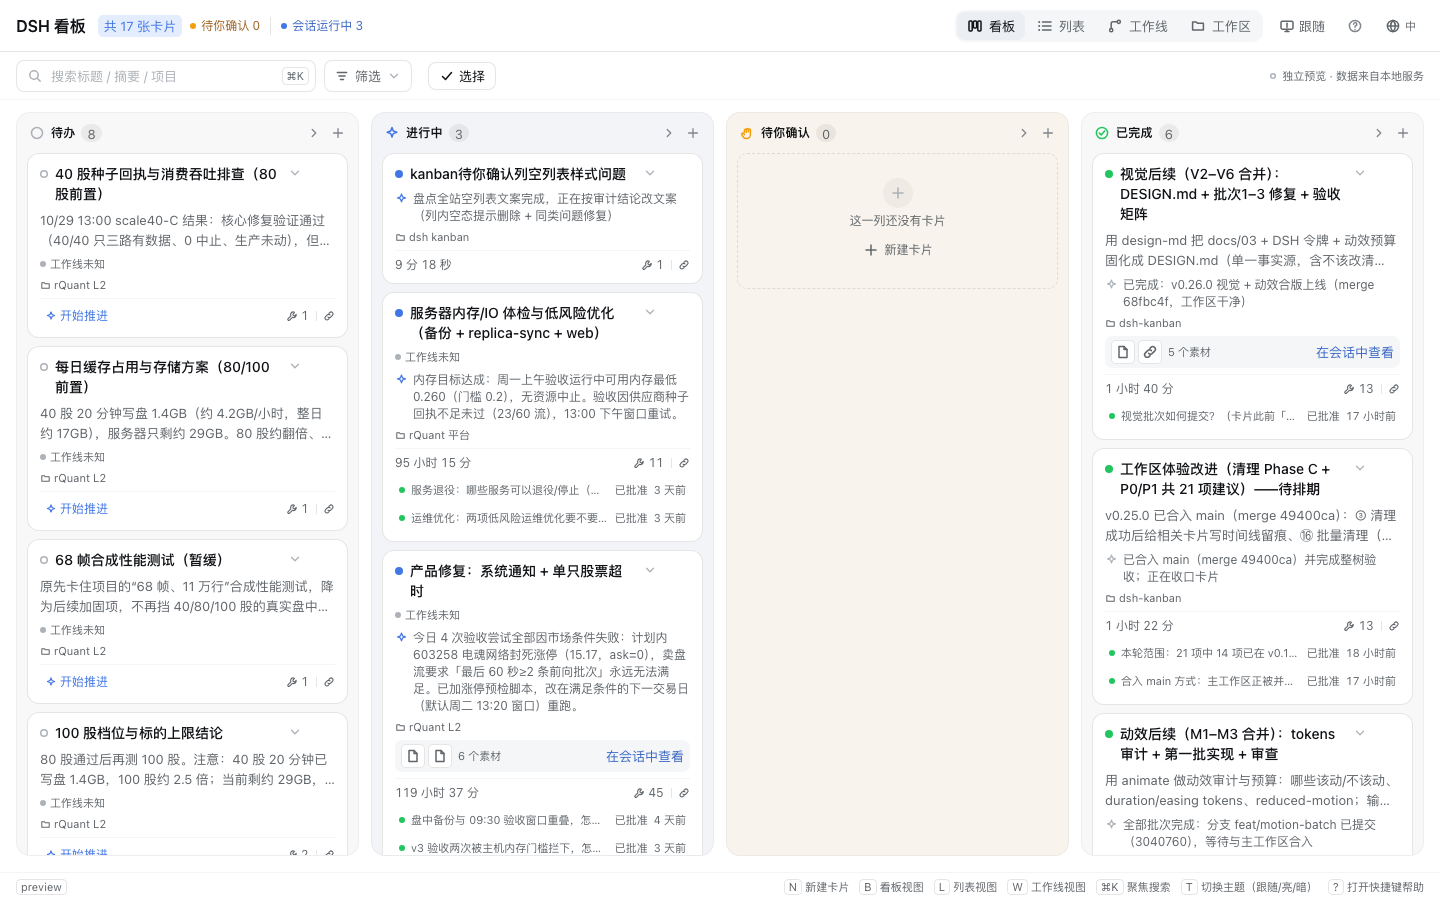 DSH 看板
共 17 张卡片
待你确认 0
会话运行中 3
看板
列表
工作线
工作区
跟随
中
搜索标题 / 摘要 / 项目
⌘K
筛选
选择
独立预览 · 数据来自本地服务
待办 8
40 股种子回执与消费吞吐排查（80
股前置）
10/29 13:00 scale40-C 结果：核心修复验证通过
（40/40 只三路有数据、0 中止、生产未动），但...
工作线未知
rQuant L2
开始推进
1
每日缓存占用与存储方案（80/100
前置）
40 股 20 分钟写盘 1.4GB（约 4.2GB/小时，整日
约 17GB），服务器只剩约 29GB。80 股约翻倍、...
工作线未知
rQuant L2
开始推进
1
68 帧合成性能测试（暂缓）
原先卡住项目的“68 帧、11 万行”合成性能测试，降
为后续加固项，不再挡 40/80/100 股的真实盘中...
工作线未知
rQuant L2
开始推进
1
100 股档位与标的上限结论
80 股通过后再测 100 股。注意：40 股 20 分钟已
写盘 1.4GB，100 股约 2.5 倍；当前剩约 29GB，...
工作线未知
rQuant L2
开始推进
2
进行中 3
kanban待你确认列空列表样式问题
盘点全站空列表文案完成，正在按审计结论改文案
（列内空态提示删除 + 同类问题修复）
dsh kanban
9 分 18 秒
1
服务器内存/IO 体检与低风险优化
（备份 + replica-sync + web）
工作线未知
内存目标达成：周一上午验收运行中可用内存最低
0.260（门槛 0.2），无资源中止。验收因供应商种子
回执不足未过（23/60 流），13:00 下午窗口重试。
rQuant 平台
95 小时 15 分
11
服务退役：哪些服务可以退役/停止（...
已批准 3 天前
运维优化：两项低风险运维优化要不要...
已批准 3 天前
产品修复：系统通知 + 单只股票超
时
工作线未知
今日 4 次验收尝试全部因市场条件失败：计划内
603258 电魂网络封死涨停（15.17，ask=0），卖盘
流要求「最后 60 秒≥2 条前向批次」永远无法满
足。已加涨停预检脚本，改在满足条件的下一交易日
（默认周二 13:20 窗口）重跑。
rQuant L2
6 个素材
在会话中查看
119 小时 37 分
45
盘中备份与 09:30 验收窗口重叠，怎...
已批准 4 天前
v3 验收两次被主机内存门槛拦下，怎...
已批准 3 天前
待你确认 0
这一列还没有卡片
新建卡片
已完成 6
视觉后续（V2–V6 合并）：
DESIGN.md + 批次1–3 修复 + 验收
矩阵
用 design-md 把 docs/03 + DSH 令牌 + 动效预算
固化成 DESIGN.md（单一事实源，含不该改清...
已完成：v0.26.0 视觉 + 动效合版上线（merge
68fbc4f，工作区干净）
dsh-kanban
5 个素材
在会话中查看
1 小时 40 分
13
视觉批次如何提交？（卡片此前「...
已批准 17 小时前
工作区体验改进（清理 Phase C +
P0/P1 共 21 项建议）——待排期
v0.25.0 已合入 main（merge 49400ca）：③ 清理
成功后给相关卡片写时间线留痕、⑯ 批量清理（...
已合入 main（merge 49400ca）并完成整树验
收；正在收口卡片
dsh-kanban
1 小时 22 分
13
本轮范围：21 项中 14 项已在 v0.1...
已批准 18 小时前
合入 main 方式：主工作区正被并...
已批准 17 小时前
动效后续（M1–M3 合并）：tokens
审计 + 第一批实现 + 审查
用 animate 做动效审计与预算：哪些该动/不该动、
duration/easing tokens、reduced-motion；输...
全部批次完成：分支 feat/motion-batch 已提交
（3040760），等待与主工作区合入
preview
N 新建卡片
B 看板视图
L 列表视图
W 工作线视图
⌘K 聚焦搜索
T 切换主题（跟随/亮/暗）
? 打开快捷键帮助